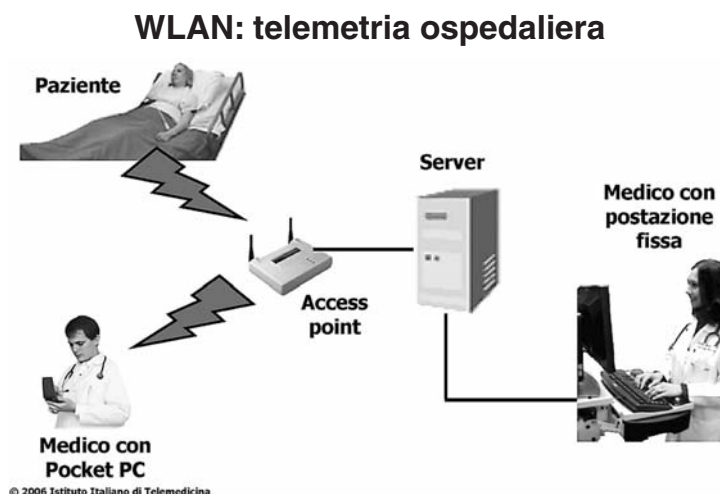 WLAN: telemetria ospedaliera
Paziente
Server
Medico con
postazione
fissa
Access
point
Medico con
Pocket PC
© 2006 Istituto Italiano di Telemedicina